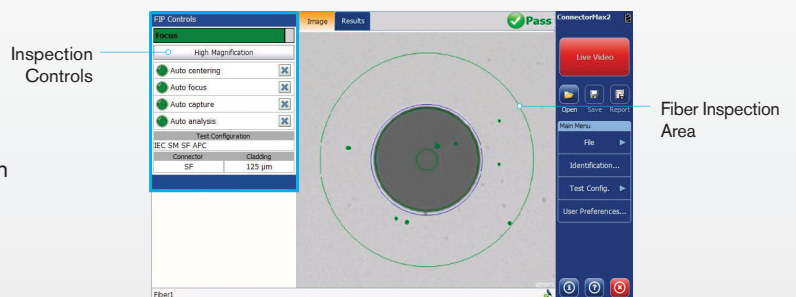 FIP Controls
Focus
High Magnification
Auto centering
Auto focus
Auto capture
Auto analysis
Test Configuration
IEC SM SF APC
Connector Cladding
SF 125 µm
Inspection
Controls
n
Image Results
Pass
Fiber1
ConnectorMax2
Live Video
Open Save Report
Main Menu
File
Identification...
Test Config.
User Preferences...
Fiber Inspection
Area